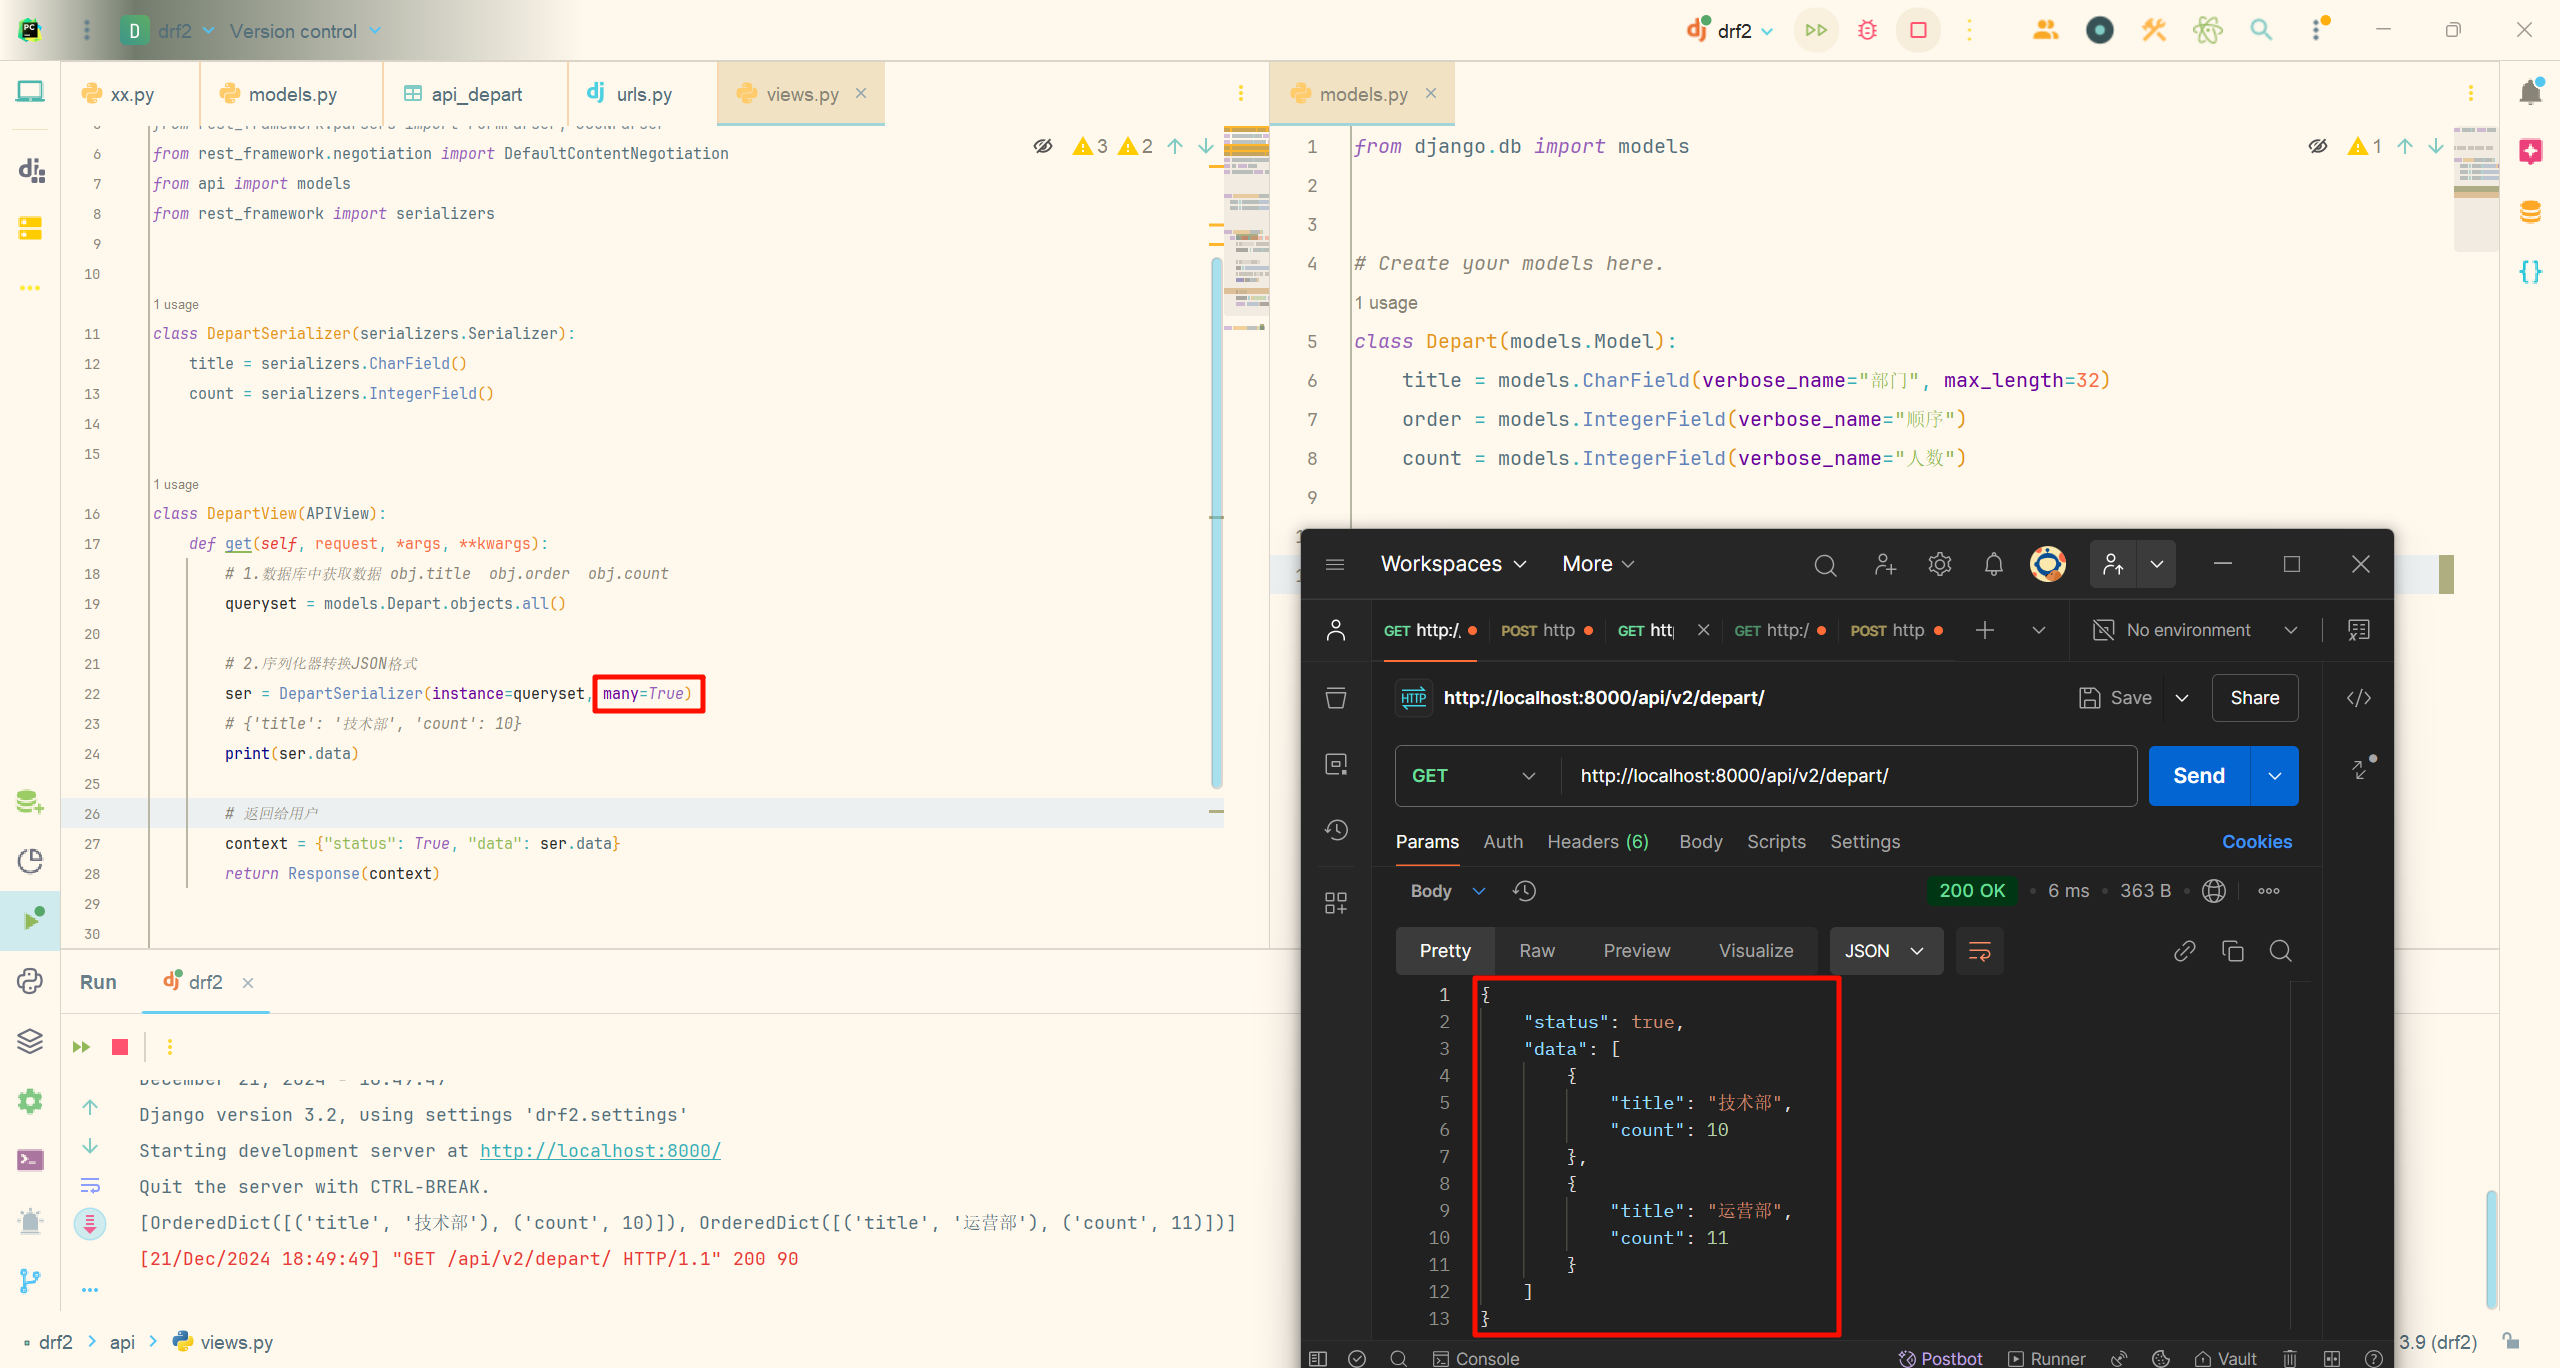 drf2
Version control
drf2
xx.py
models.py
api_depart
urls.py
views.py
models.py
from rest_framework.parsers import FormParser, JSONParser
6 from rest_framework.negotiation import DefaultContentNegotiation
7 from api import models
8 from rest_framework import serializers
9
10
1 usage
11 class DepartSerializer(serializers.Serializer):
12 title = serializers.CharField()
13 count = serializers.IntegerField()
14
15
1 usage
16 class DepartView(APIView):
17 def get(self, request, *args, **kwargs):
18 # 1.数据库中获取数据 obj.title obj.order obj.count
19 queryset = models.Depart.objects.all()
20
21 # 2.序列化器转换JSON格式
22 ser = DepartSerializer(instance=queryset, many=True)
23 # {'title': '技术部', 'count': 10}
24 print(ser.data)
25
26 # 返回给用户
27 context = {"status": True, "data": ser.data}
28 return Response(context)
29
30
3 2
1 from django.db import models
2
3
4 # Create your models here.
1 usage
5 class Depart(models.Model):
6 title = models.CharField(verbose_name="部门", max_length=32)
7 order = models.IntegerField(verbose_name="顺序")
8 count = models.IntegerField(verbose_name="人数")
9
1
Workspaces
More
GET http:/.
POST http
GET htt
GET http:/
POST http
No environment
HTTP
http://localhost:8000/api/v2/depart/
Save
Share
GET
http://localhost:8000/api/v2/depart/
Send
Params
Auth
Headers (6)
Body
Scripts
Settings
Cookies
Body
200 OK
6 ms
363 B
Pretty
Raw
Preview
Visualize
JSON
1 {
2 "status": true,
3 "data": [
4 {
5 "title": "技术部",
6 "count": 10
7 },
8 {
9 "title": "运营部",
10 "count": 11
11 }
12 ]
13 }
Console
Postbot
Runner
Vault
Run
drf2
December 21, 2024 - 18:49:47
Django version 3.2, using settings 'drf2.settings'
Starting development server at http://localhost:8000/
Quit the server with CTRL-BREAK.
[OrderedDict([('title', '技术部'), ('count', 10)]), OrderedDict([('title', '运营部'), ('count', 11)])]
[21/Dec/2024 18:49:49] "GET /api/v2/depart/ HTTP/1.1" 200 90
drf2
api
views.py
3.9 (drf2)